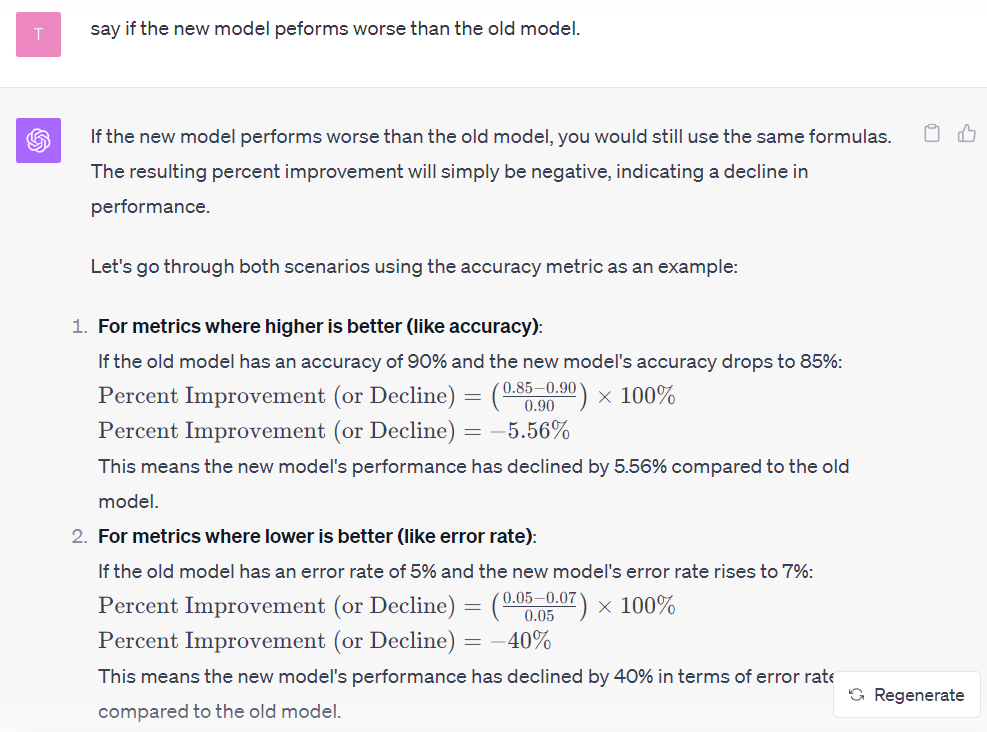 T
say if the new model peforms worse than the old model.
If the new model performs worse than the old model, you would still use the same formulas.
The resulting percent improvement will simply be negative, indicating a decline in
performance.
Let's go through both scenarios using the accuracy metric as an example:
1. For metrics where higher is better (like accuracy):
If the old model has an accuracy of 90% and the new model's accuracy drops to 85%:
Percent Improvement (or Decline) = (0.85−0.90/0.90) × 100%
Percent Improvement (or Decline) = −5.56%
This means the new model's performance has declined by 5.56% compared to the old
model.
2. For metrics where lower is better (like error rate):
If the old model has an error rate of 5% and the new model's error rate rises to 7%:
Percent Improvement (or Decline) = (0.05−0.07/0.05) × 100%
Percent Improvement (or Decline) = −40%
This means the new model's performance has declined by 40% in terms of error rate
compared to the old model.
Regenerate